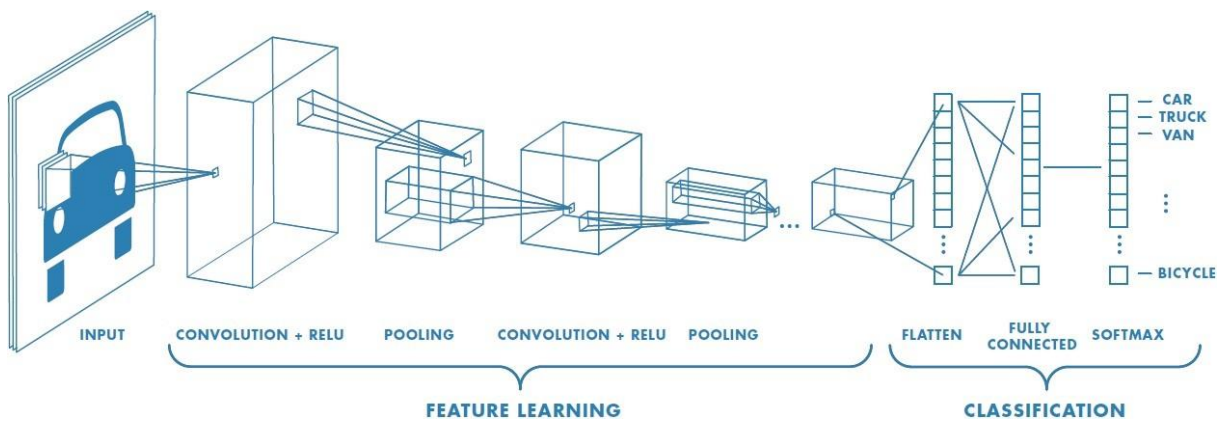 CAR
TRUCK
VAN
BICYCLE
INPUT
CONVOLUTION + RELU
POOLING
CONVOLUTION + RELU
POOLING
FLATTEN
FULLY
CONNECTED
SOFTMAX
FEATURE LEARNING
CLASSIFICATION